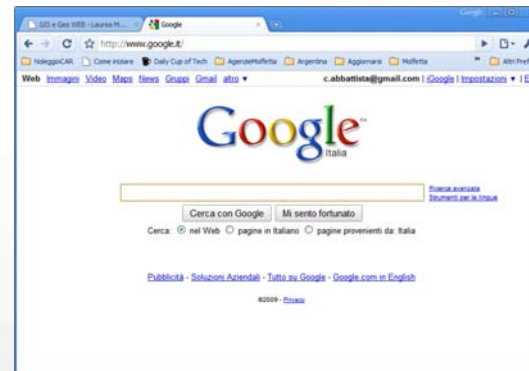 GIS e Geo WEB - Laurea M... Google
Google
http://www.google.it/
NoleggioCAR Come iniziare Daily Cup of Tech AgenzieMolfetta Argentina Aggiornarsi Molfetta » Altri Pref
Web Immagini Video Maps News Gruppi Gmail altro ▼ c.abbattista@gmail.com | iGoogle | Impostazioni ▼ | E
Google™
Italia
Ricerca avanzata
Strumenti per le lingue
Cerca con Google Mi sento fortunato
Cerca: nel Web pagine in Italiano pagine provenienti da: Italia
Pubblicità - Soluzioni Aziendali - Tutto su Google - Google.com in English
©2009 - Privacy